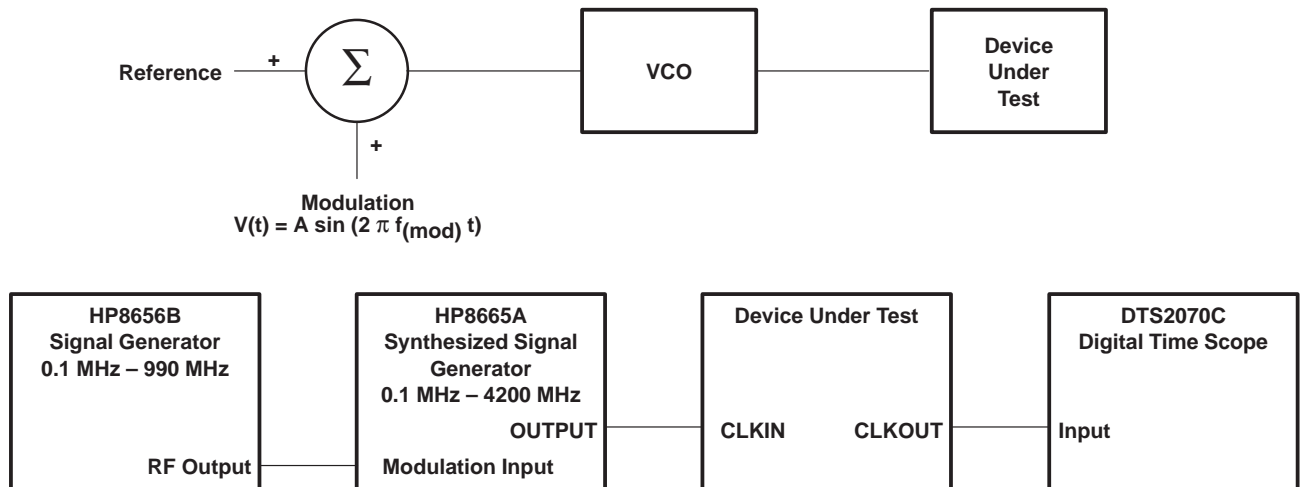 Reference
+
Σ
VCO
Device
Under
Test
+
Modulation
V(t) = A sin (2 π f(mod) t)
HP8656B
Signal Generator
0.1 MHz – 990 MHz
RF Output
HP8665A
Synthesized Signal
Generator
0.1 MHz – 4200 MHz
OUTPUT
Modulation Input
Device Under Test
CLKIN
CLKOUT
DTS2070C
Digital Time Scope
Input